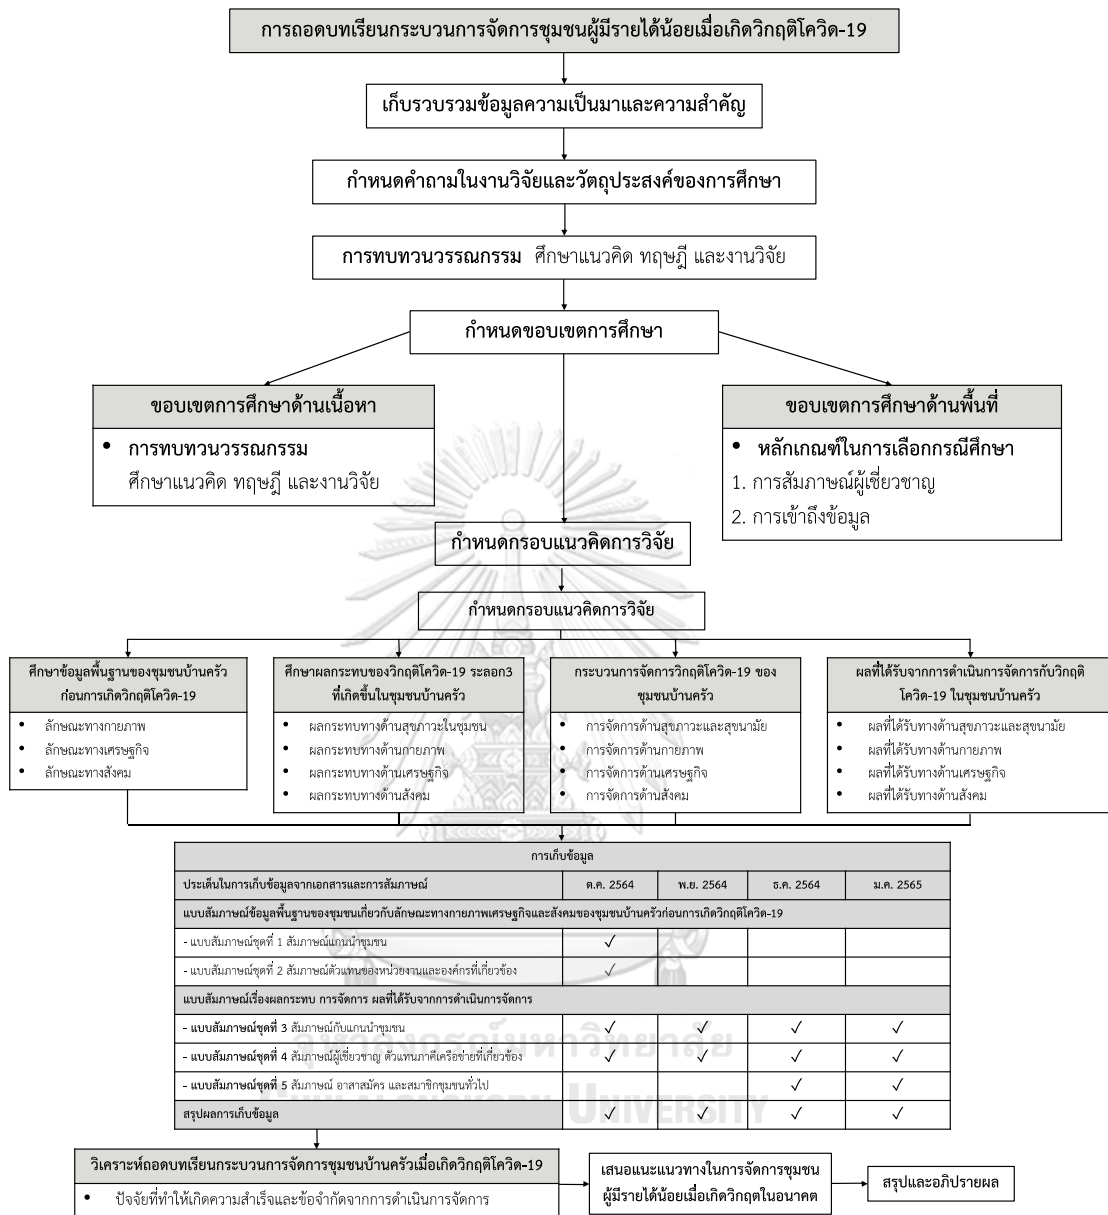 การถอดบทเรียนกระบวนการจัดการชุมชนผู้มีรายได้น้อยเมื่อเกิดวิกฤติโควิด-19
เก็บรวบรวมข้อมูลความเป็นมาและความสำคัญ
กำหนดคำถามในงานวิจัยและวัตถุประสงค์ของการศึกษา
การทบทวนวรรณกรรม ศึกษาแนวคิด ทฤษฎี และงานวิจัย
กำหนดขอบเขตการศึกษา
ขอบเขตการศึกษาด้านเนื้อหา
• การทบทวนวรรณกรรม
ศึกษาแนวคิด ทฤษฎี และงานวิจัย
ขอบเขตการศึกษาด้านพื้นที่
• หลักเกณฑ์ในการเลือกกรณีศึกษา
1. การสัมภาษณ์ผู้เชี่ยวชาญ
2. การเข้าถึงข้อมูล
กำหนดกรอบแนวคิดการวิจัย
กำหนดกรอบแนวคิดการวิจัย
ศึกษาข้อมูลพื้นฐานของชุมชนบ้านครัว
ก่อนการเกิดวิกฤติโควิด-19
• ลักษณะทางกายภาพ
• ลักษณะทางเศรษฐกิจ
• ลักษณะทางสังคม
ศึกษาผลกระทบของวิกฤติโควิด-19 ระลอก3
ที่เกิดขึ้นในชุมชนบ้านครัว
• ผลกระทบทางด้านสุขภาวะในชุมชน
• ผลกระทบทางด้านกายภาพ
• ผลกระทบทางด้านเศรษฐกิจ
• ผลกระทบทางด้านสังคม
กระบวนการจัดการวิกฤติโควิด-19 ของ
ชุมชนบ้านครัว
• การจัดการด้านสุขภาวะและสุขนามัย
• การจัดการด้านกายภาพ
• การจัดการด้านเศรษฐกิจ
• การจัดการด้านสังคม
ผลที่ได้รับจากการดำเนินการจัดการกับวิกฤติ
โควิด-19 ในชุมชนบ้านครัว
• ผลที่ได้รับทางด้านสุขภาวะและสุขนามัย
• ผลที่ได้รับทางด้านกายภาพ
• ผลที่ได้รับทางด้านเศรษฐกิจ
• ผลที่ได้รับทางด้านสังคม
การเก็บข้อมูล
ประเด็นในการเก็บข้อมูลจากเอกสารและการสัมภาษณ์ ต.ค. 2564 พ.ย. 2564 ธ.ค. 2564 ม.ค. 2565
แบบสัมภาษณ์ข้อมูลพื้นฐานของชุมชนเกี่ยวกับลักษณะทางกายภาพเศรษฐกิจและสังคมของชุมชนบ้านครัวก่อนการเกิดวิกฤติโควิด-19
- แบบสัมภาษณ์ชุดที่ 1 สัมภาษณ์แกนนำชุมชน ✓
- แบบสัมภาษณ์ชุดที่ 2 สัมภาษณ์ตัวแทนของหน่วยงานและองค์กรที่เกี่ยวข้อง ✓
แบบสัมภาษณ์เรื่องผลกระทบ การจัดการ ผลที่ได้รับจากการดำเนินการจัดการ
- แบบสัมภาษณ์ชุดที่ 3 สัมภาษณ์กับแกนนำชุมชน ✓ ✓ ✓ ✓
- แบบสัมภาษณ์ชุดที่ 4 สัมภาษณ์ผู้เชี่ยวชาญ ตัวแทนภาคีเครือข่ายที่เกี่ยวข้อง ✓ ✓ ✓ ✓
- แบบสัมภาษณ์ชุดที่ 5 สัมภาษณ์ อาสาสมัคร และสมาชิกชุมชนทั่วไป ✓ ✓
สรุปผลการเก็บข้อมูล ✓ ✓ ✓ ✓
จุฬาลงกรณ์มหาวิทยาลัย
CHULALONGKORN UNIVERSITY
วิเคราะห์ถอดบทเรียนกระบวนการจัดการชุมชนบ้านครัวเมื่อเกิดวิกฤติโควิด-19
• ปัจจัยที่ทำให้เกิดความสำเร็จและข้อจำกัดจากการดำเนินการจัดการ
เสนอแนะแนวทางในการจัดการชุมชน
ผู้มีรายได้น้อยเมื่อเกิดวิกฤตในอนาคต
สรุปและอภิปรายผล